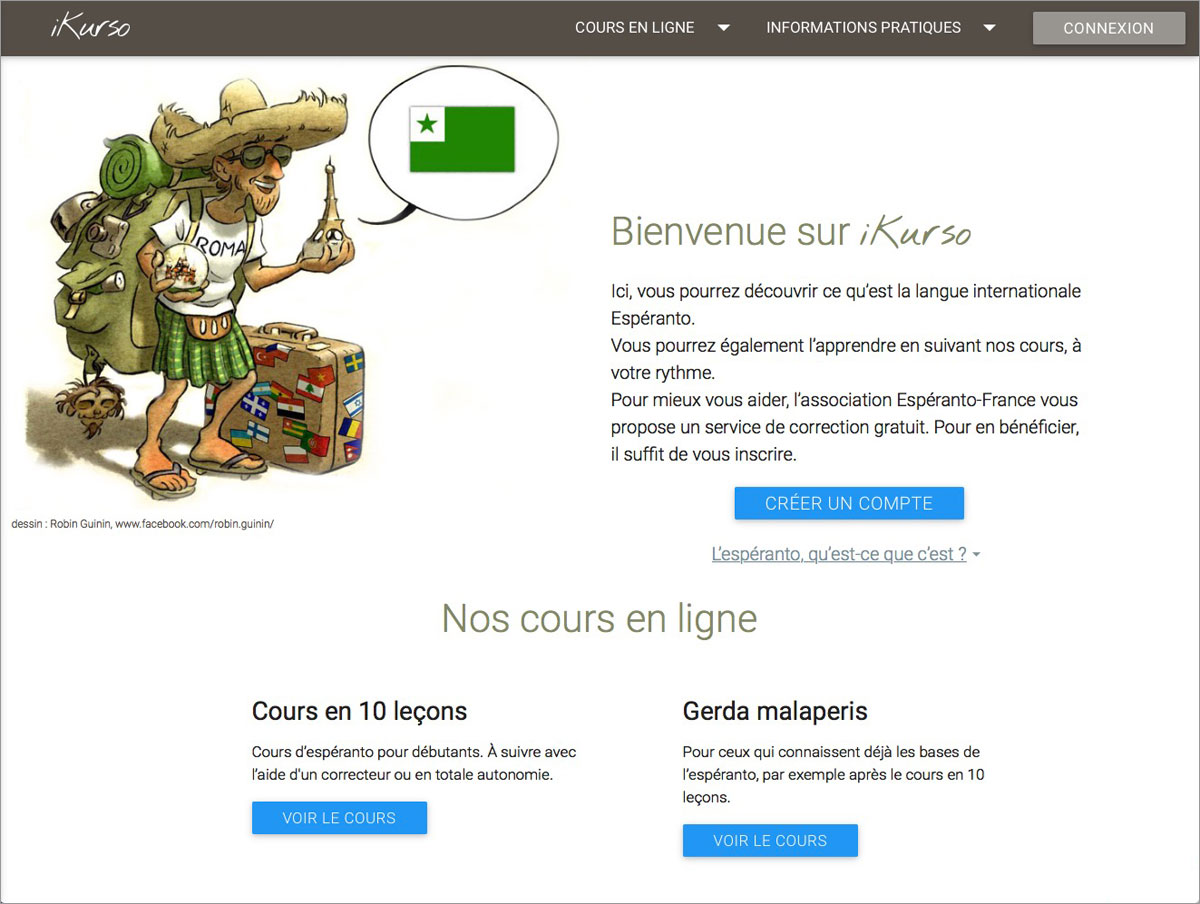 iKurso
COURS EN LIGNE
INFORMATIONS PRATIQUES
CONNEXION
ROMA
Bienvenue sur iKurso
Ici, vous pourrez découvrir ce qu’est la langue internationale
Espéranto.
Vous pourrez également l’apprendre en suivant nos cours, à
votre rythme.
Pour mieux vous aider, l’association Espéranto-France vous
propose un service de correction gratuit. Pour en bénéficier,
il suffit de vous inscrire.
CRÉER UN COMPTE
dessin : Robin Guinin, www.facebook.com/robin.guinin/
L’espéranto, qu’est-ce que c’est ?
Nos cours en ligne
Cours en 10 leçons
Cours d’espéranto pour débutants. À suivre avec
l’aide d'un correcteur ou en totale autonomie.
VOIR LE COURS
Gerda malaperis
Pour ceux qui connaissent déjà les bases de
l’espéranto, par exemple après le cours en 10
leçons.
VOIR LE COURS